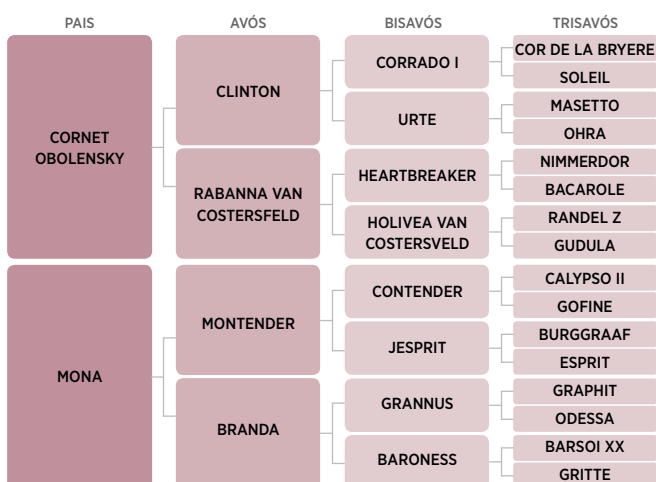 PAIS
AVÓS
BISAVÓS
TRISAVÓS
CORNET
OBOLENSKY
CLINTON
CORRADO I
COR DE LA BRYERE
SOLEIL
URTE
MASETTO
OHRA
RABANNA VAN
COSTERSFELD
HEARTBREAKER
NIMMERDOR
BACAROLE
HOLIVEA VAN
COSTERSVELD
RANDEL Z
GUDULA
MONA
MONTENDER
CONTENDER
CALYPSO II
GOFINE
JESPRIT
BURGGRAAF
ESPRIT
BRANDA
GRANNUS
GRAPHIT
ODESSA
BARONESS
BARSOI XX
GRITTE